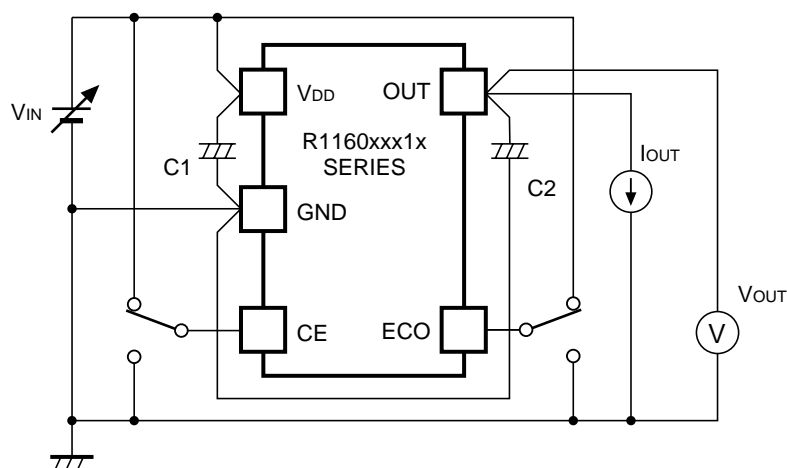 VDD
OUT
VIN
R1160xxx1x
SERIES
C1
IOUT
C2
GND
VOUT
CE
ECO
V